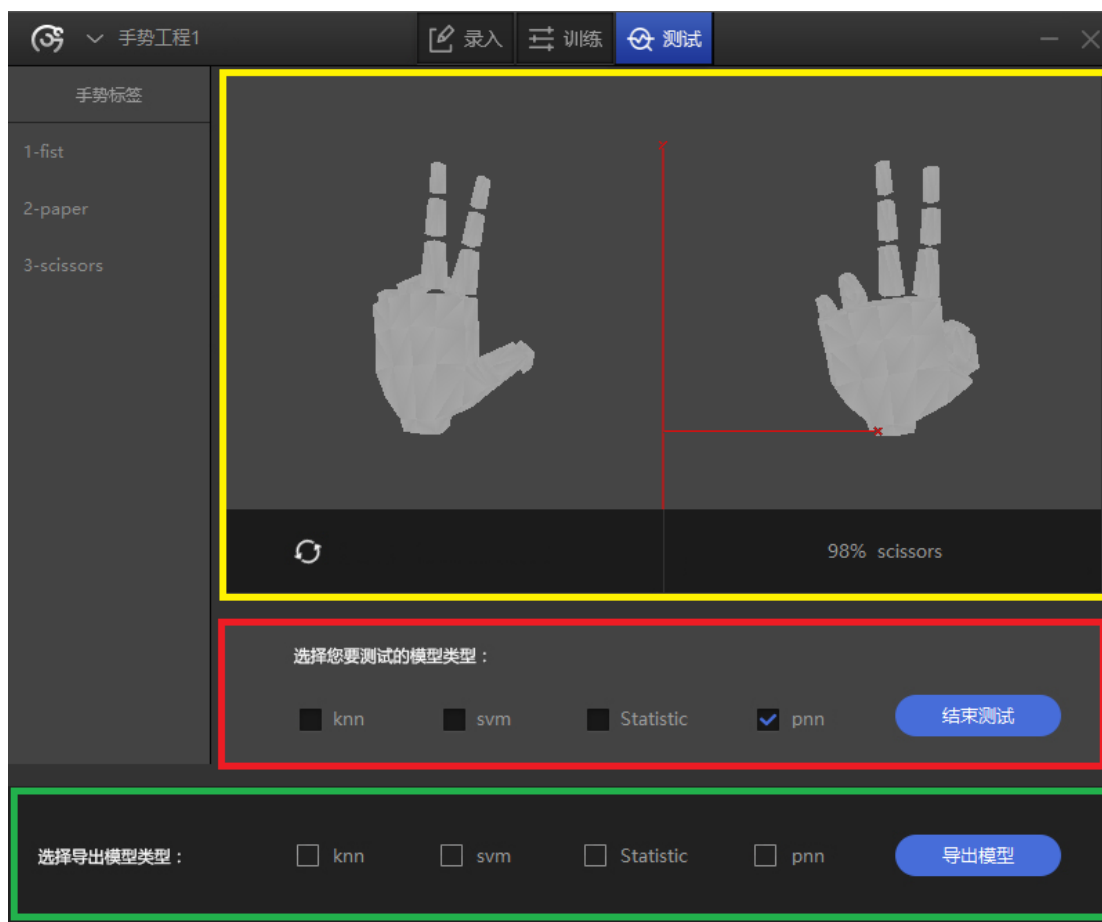 手势工程1
录入
训练
测试
手势标签
1-fist
2-paper
3-scissors
98% scissors
选择您要测试的模型类型：
knn svm Statistic pnn 结束测试
选择导出模型类型： knn svm Statistic pnn 导出模型